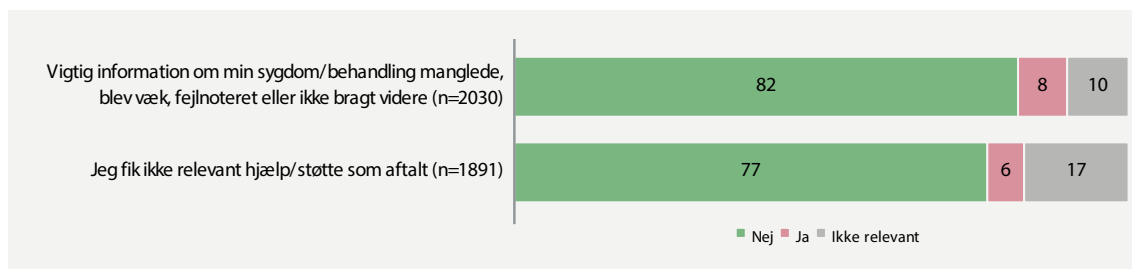 Vigtig information om min sygdom/behandling manglede,
blev væk, fejlnoteret eller ikke bragt videre (n=2030)
82 8 10
Jeg fik ikke relevant hjælp/støtte som aftalt (n=1891)
77 6 17
Nej Ja Ikke relevant